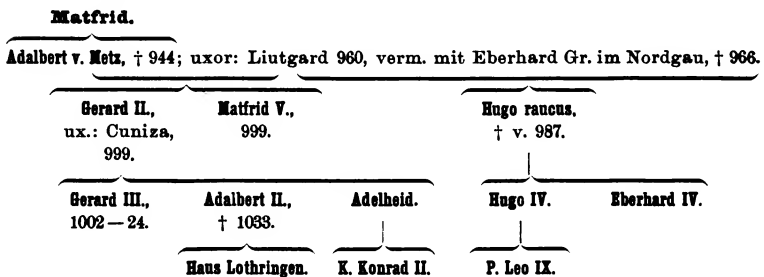 Matfrid.
Adalbert v. Metz, † 944; uxor: Liutgard 960, verm. mit Eberhard Gr. im Nordgau, † 966.
Gerard II., Matfrid V., Hugo raucus,
ux.: Cuniza, 999. † v. 987.
999.
Gerard III., Adalbert II., Adelheid. Hugo IV. Eberhard IV.
1002—24. † 1033.
Haus Lothringen. K. Konrad II. P. Leo IX.